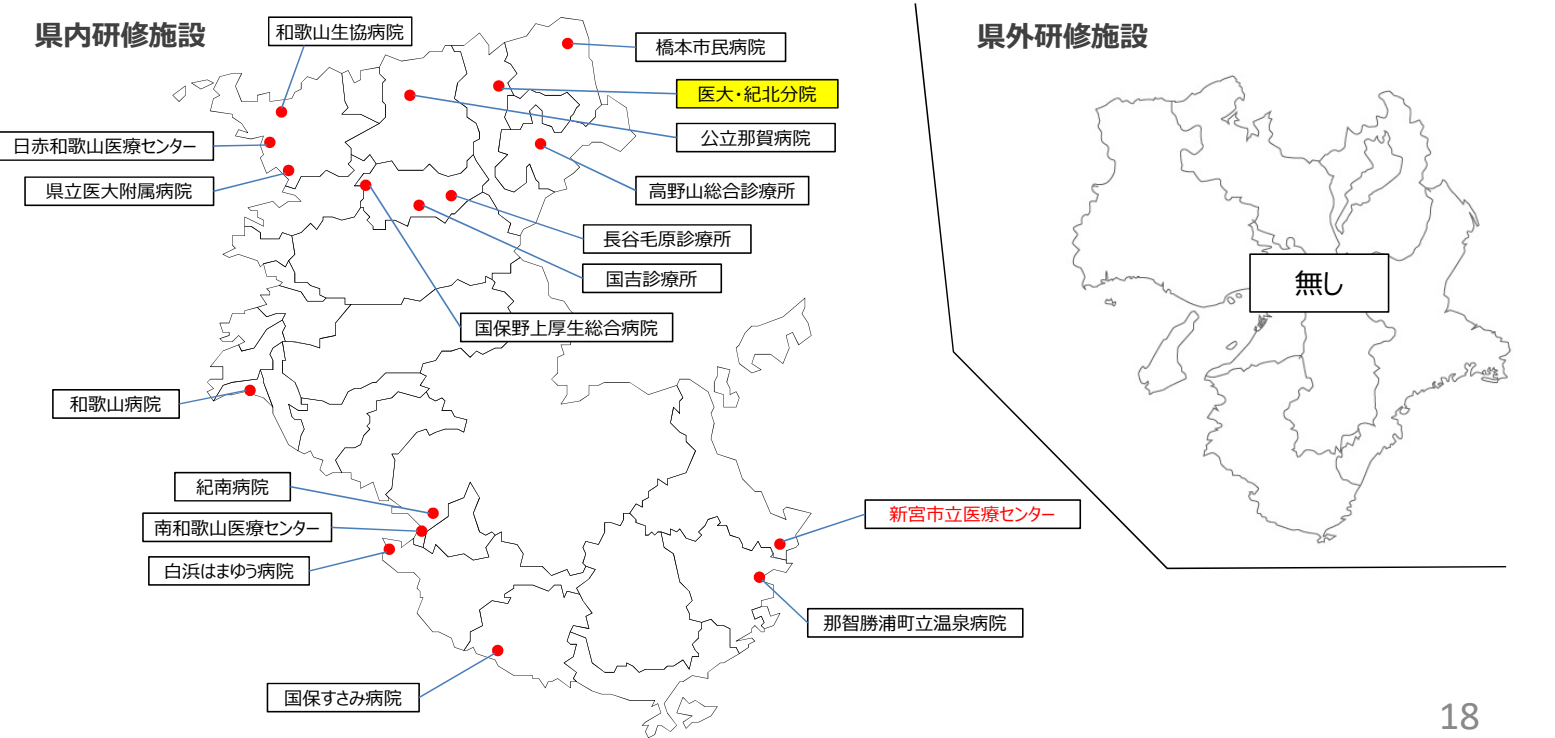 県内研修施設
和歌山生協病院
橋本市民病院
医大・紀北分院
公立那賀病院
日赤和歌山医療センター
県立医大附属病院
高野山総合診療所
長谷毛原診療所
国吉診療所
国保野上厚生総合病院
和歌山病院
紀南病院
南和歌山医療センター
白浜はまゆう病院
新宮市立医療センター
那智勝浦町立温泉病院
国保すさみ病院
県外研修施設
無し
18